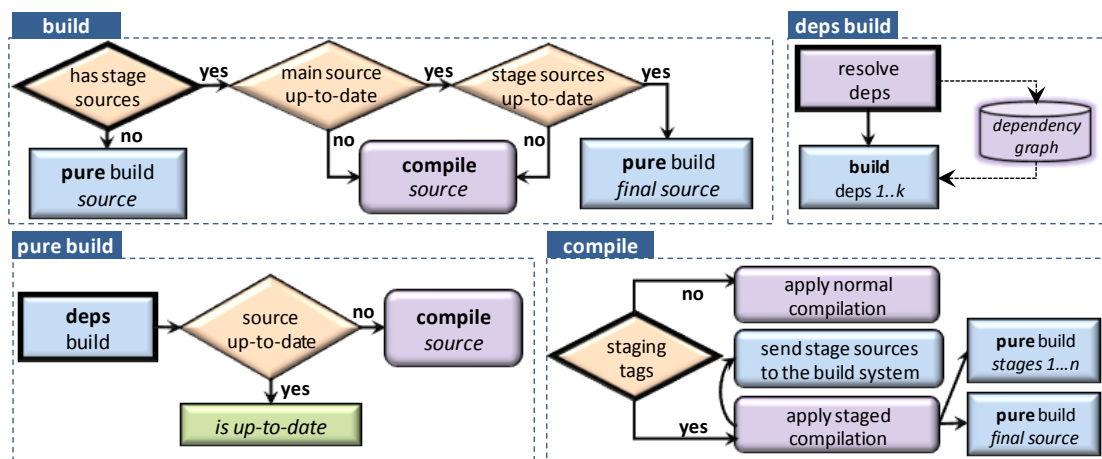 build
has stage
sources
yes
main source
up-to-date
yes
stage sources
up-to-date
yes
no
no
no
pure build
source
compile
source
pure build
final source
deps build
resolve
deps
dependency
graph
build
deps 1..k
pure build
deps
build
source
up-to-date
no
compile
source
yes
is up-to-date
compile
staging
tags
no
apply normal
compilation
send stage sources
to the build system
yes
apply staged
compilation
pure build
stages 1...n
pure build
final source